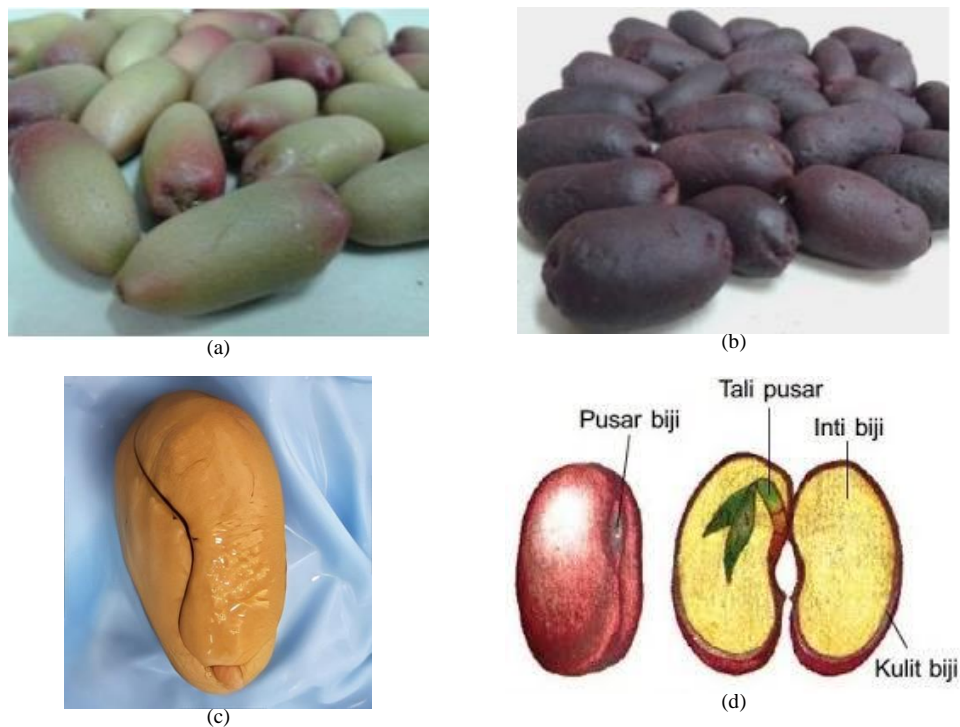 (a)
(b)
Tali pusar
Pusar biji
Inti biji
Kulit biji
(c)
(d)